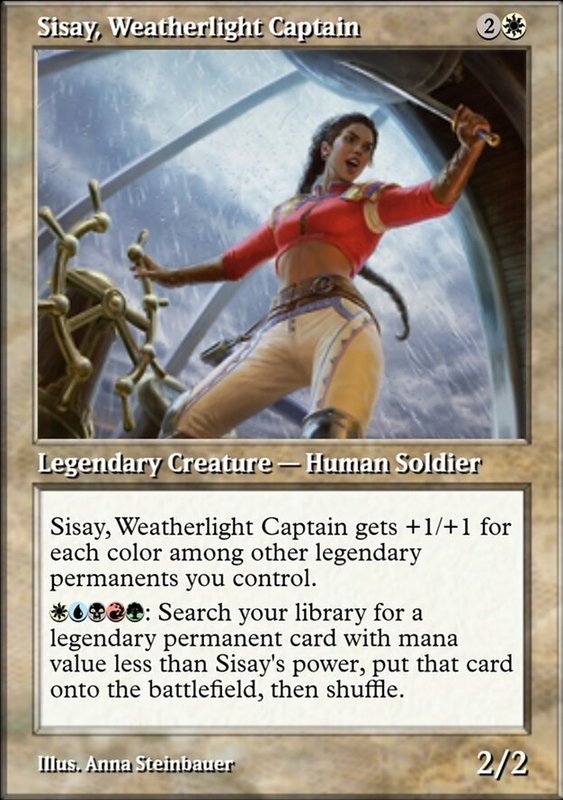 Sisay, Weatherlight Captain 2
Legendary Creature — Human Soldier
Sisay, Weatherlight Captain gets +1/+1 for
each color among other legendary
permanents you control.
: Search your library for a
legendary permanent card with mana
value less than Sisay's power, put that card
onto the battlefield, then shuffle.
Illus. Anna Steinbauer 2/2